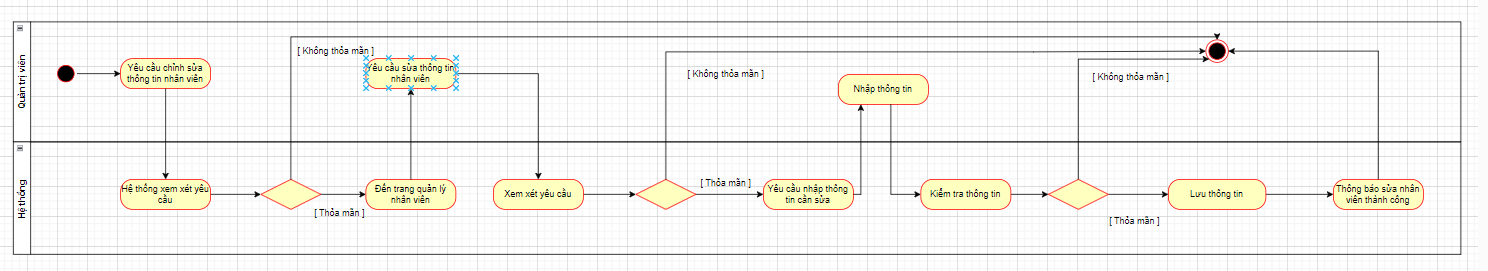 Quản trị viên
Yêu cầu chỉnh sửa
thông tin nhân viên
[ Không thỏa mãn ]
Yêu cầu sửa thông tin
nhân viên
[ Không thỏa mãn ]
Nhập thông tin
[ Không thỏa mãn ]
Hệ thống
Hệ thống xem xét yêu
cầu
[ Thỏa mãn ]
Đến trang quản lý
nhân viên
Xem xét yêu cầu
[ Thỏa mãn ]
Yêu cầu nhập thông
tin cần sửa
Kiểm tra thông tin
[ Thỏa mãn ]
Lưu thông tin
Thông báo sửa nhân
viên thành công